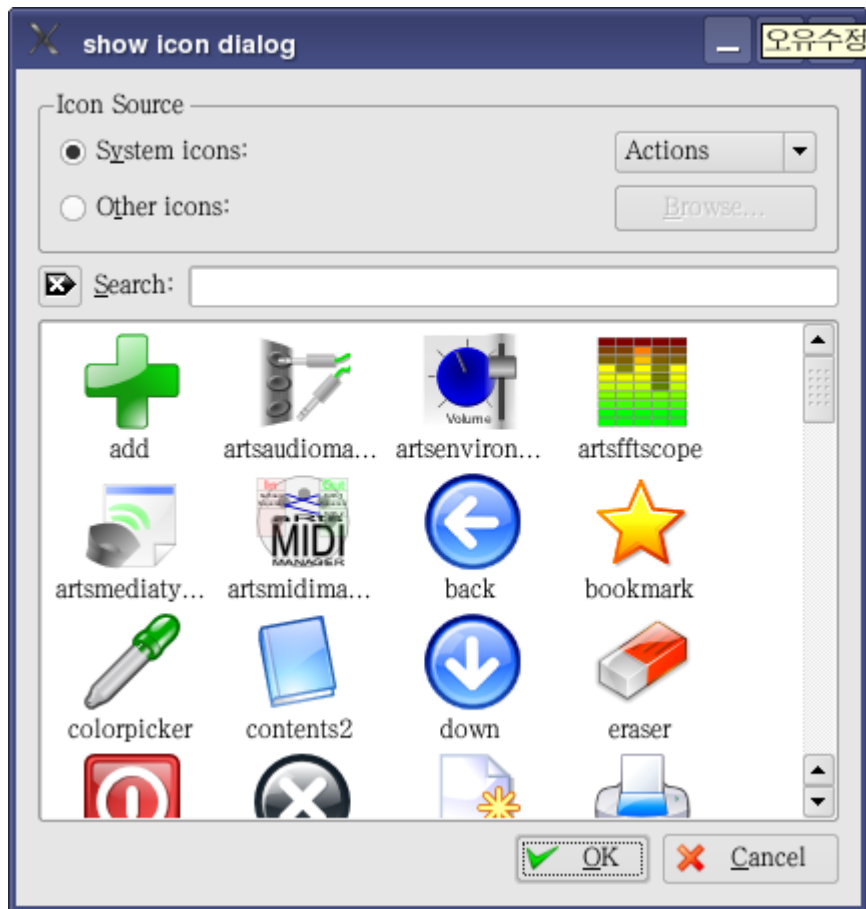 show icon dialog
오유수정
Icon Source
System icons:
Actions
Other icons:
Browse...
Search:
Volume
add
artsaudioma...
artsenviron...
artsfftscope
MIDI
MANAGER
artsmediaty...
artsmidima...
back
bookmark
colorpicker
contents2
down
eraser
OK
Cancel